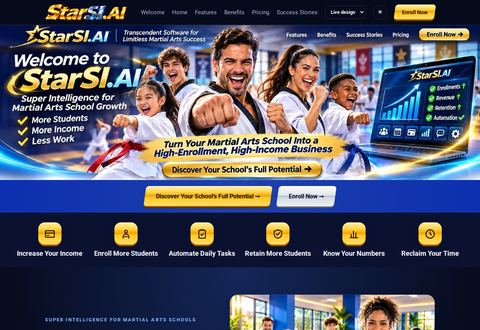 StarSI.AI
Welcome Home Features Benefits Pricing Success Stories
Live design
Enroll Now
StarSI.AI
Transcendent Software for
Limitless Martial Arts Success
Features Benefits Success Stories Pricing
Enroll Now →
Welcome to
StarSI.AI
Super Intelligence for
Martial Arts School Growth
✓ More Students
✓ More Income
✓ Less Work
StarSI.AI
✓ Enrollments ↑
✓ Revenue ↑
✓ Retention ↑
✓ Automation ✓
Turn Your Martial Arts School Into a
High-Enrollment, High-Income Business
Discover Your School's Full Potential →
Discover Your School's Full Potential →
Enroll Now →
Increase Your Income
Enroll More Students
Automate Daily Tasks
Retain More Students
Know Your Numbers
Reclaim Your Time
SUPER INTELLIGENCE FOR MARTIAL ARTS SCHOOLS